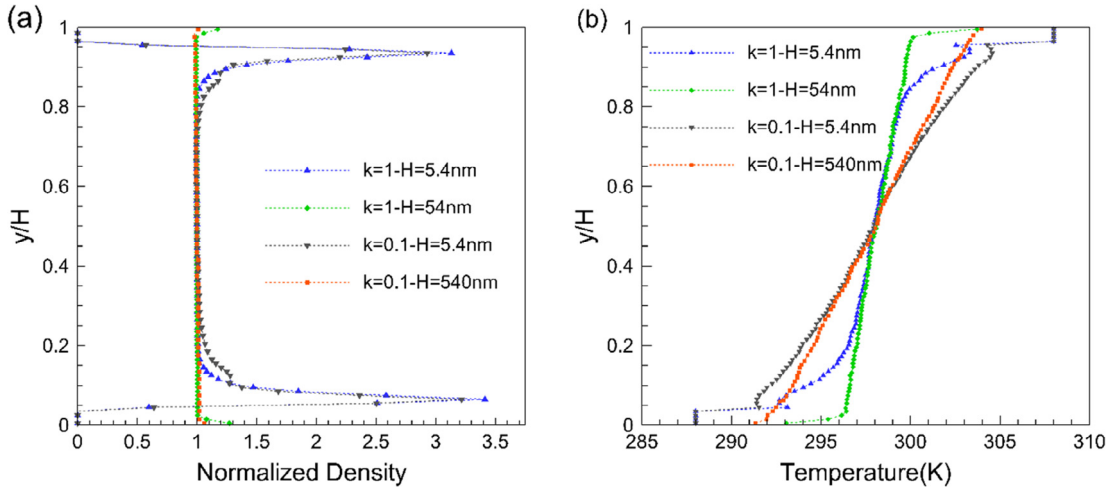 (a)
1
0.8
0.6
0.4
0.2
0
y/H
k=1-H=5.4nm
k=1-H=54nm
k=0.1-H=5.4nm
k=0.1-H=540nm
0 0.5 1 1.5 2 2.5 3 3.5
Normalized Density
(b)
1
0.8
0.6
0.4
0.2
0
y/H
k=1-H=5.4nm
k=1-H=54nm
k=0.1-H=5.4nm
k=0.1-H=540nm
285 290 295 300 305 310
Temperature(K)